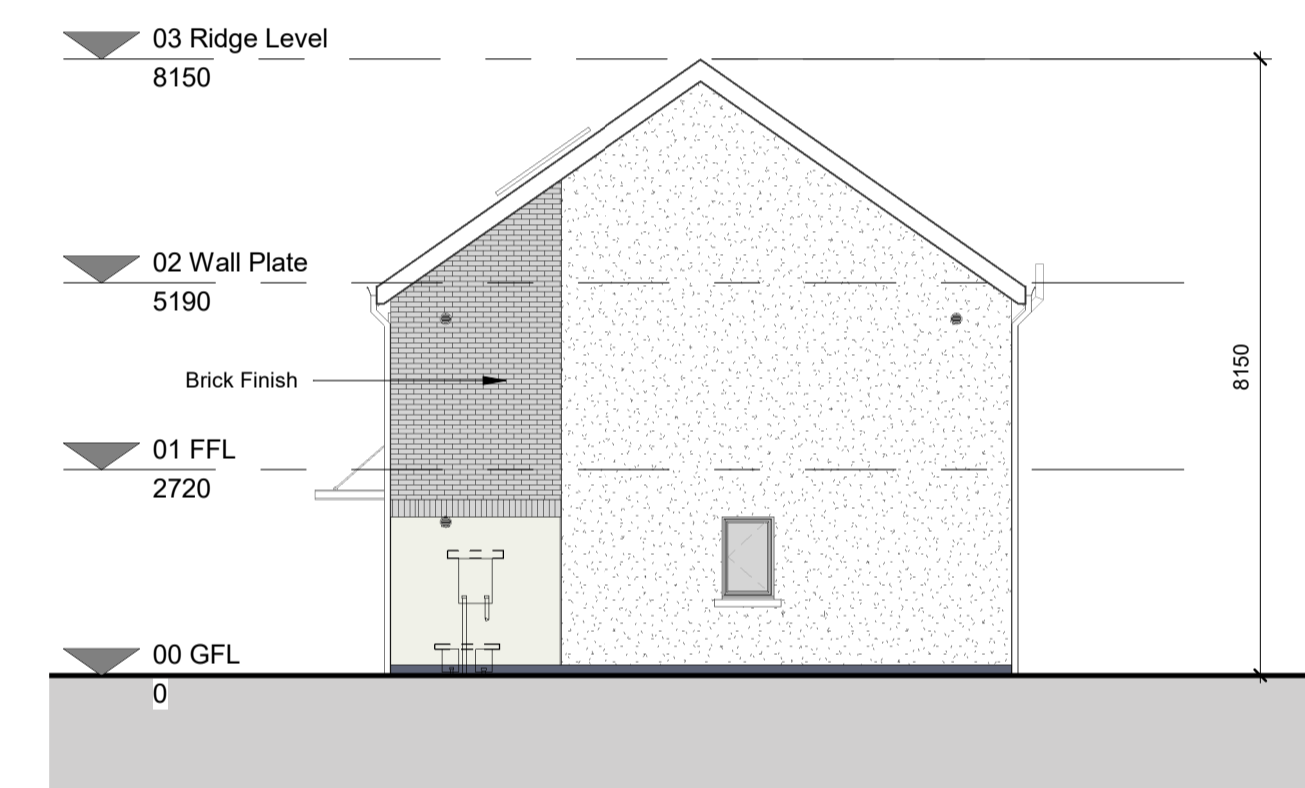 03 Ridge Level
8150
02 Wall Plate
5190
Brick Finish
8150
01 FFL
2720
00 GFL
0